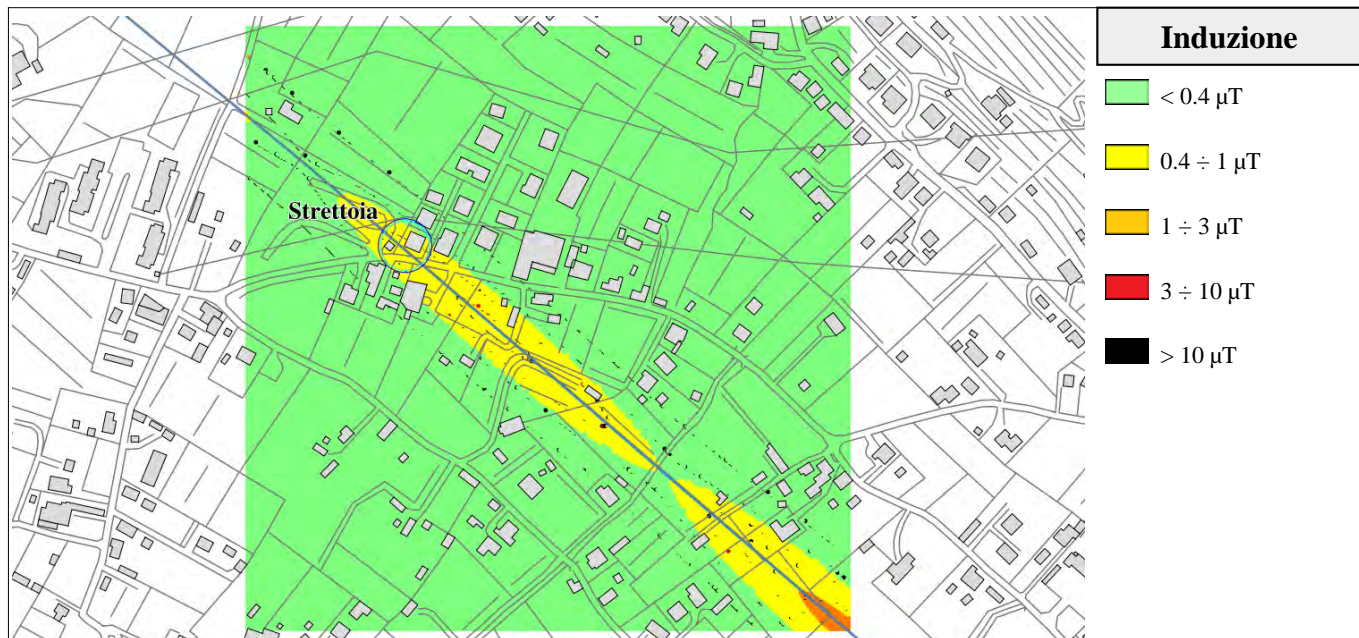 Strettoia
Induzione
< 0.4 µT
0.4 ÷ 1 µT
1 ÷ 3 µT
3 ÷ 10 µT
> 10 µT